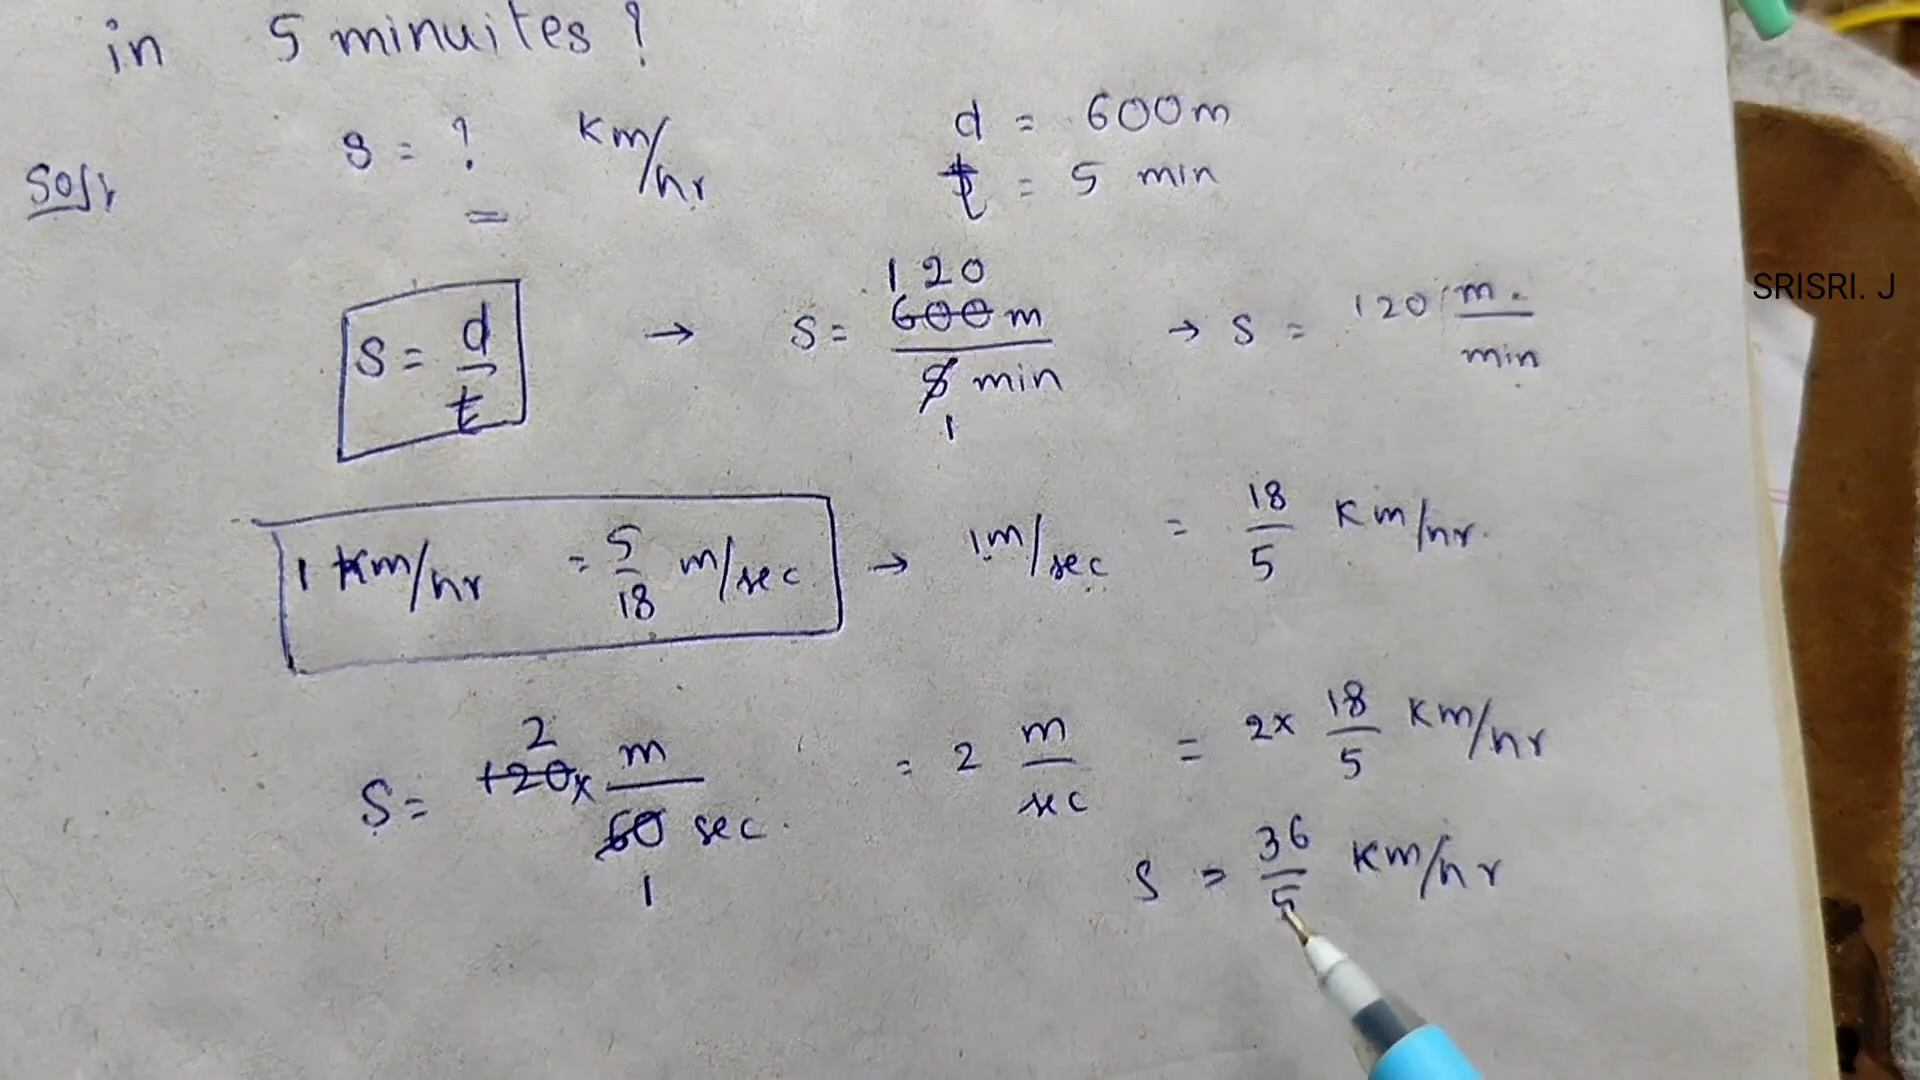 in 5 minuites ?
Sol:
s = ? Km/hr
d = 600m
t = 5 min
S = d/t → S = 600m/5 min 120 1 → S = 120 m/min
1 Km/hr = 5/18 m/sec → 1m/sec = 18/5 Km/hr.
S = 120 x m/60 sec. 2 1 = 2 m/sec = 2x 18/5 Km/hr
S = 36/5 Km/hr
SRISRI. J